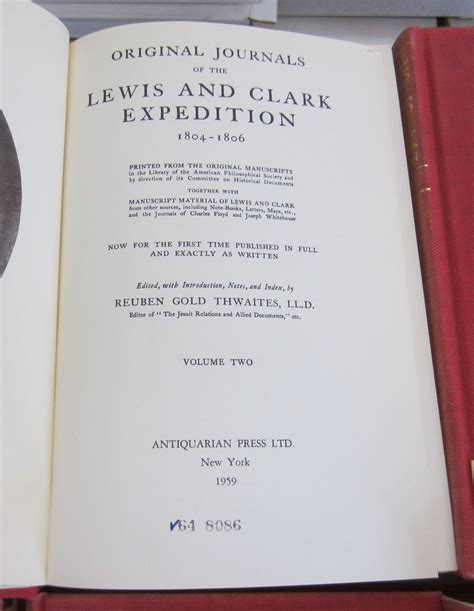 ORIGINAL JOURNALS
OF THE
LEWIS AND CLARK
EXPEDITION
1804-1806
PRINTED FROM THE ORIGINAL MANUSCRIPTS
in the Library of the American Philosophical Society and
by direction of its Committee on Historical Documents
TOGETHER WITH
MANUSCRIPT MATERIAL OF LEWIS AND CLARK
from other sources, including Note-Books, Letters, Maps, etc.,
and the Journals of Charles Floyd and Joseph Whitehouse
NOW FOR THE FIRST TIME PUBLISHED IN FULL
AND EXACTLY AS WRITTEN
Edited, with Introduction, Notes, and Index, by
REUBEN GOLD THWAITES, LL.D.
Editor of "The Jesuit Relations and Allied Documents," etc.
VOLUME TWO
ANTIQUARIAN PRESS LTD.
New York
1959
64 8086